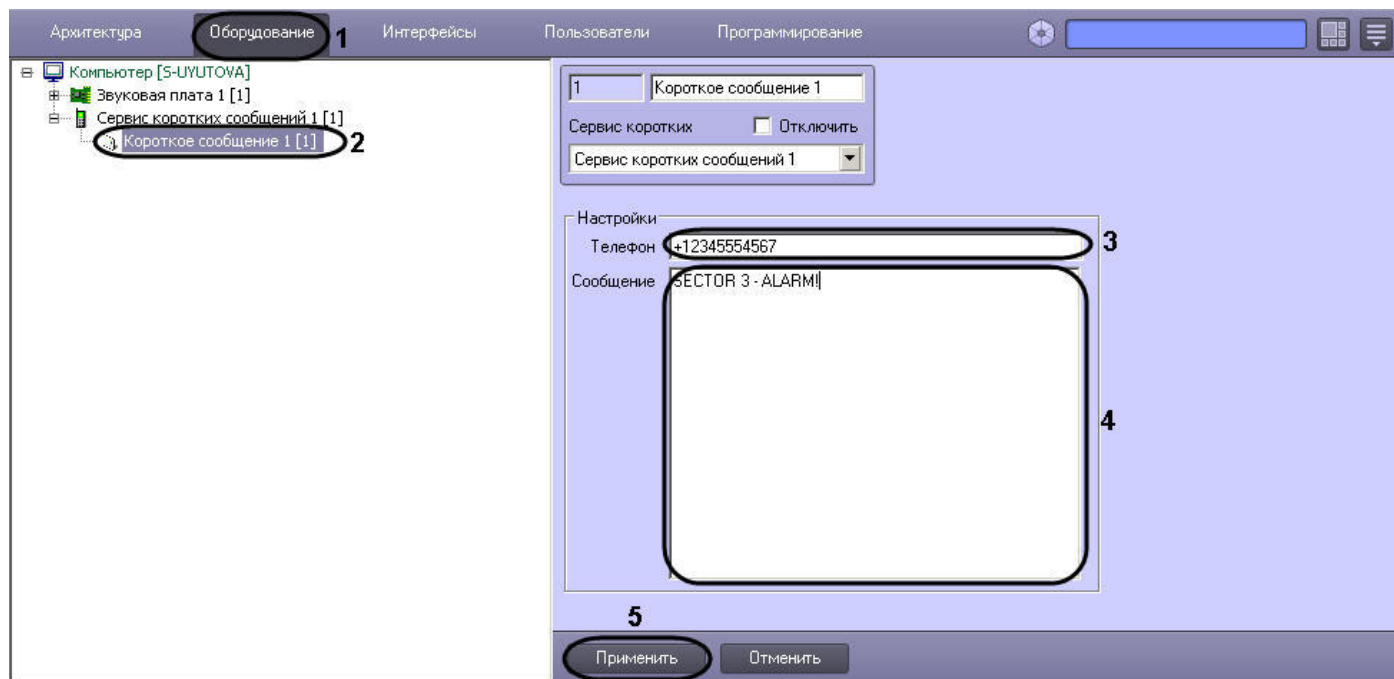 Архитектура Оборудование 1 Интерфейсы Пользователи Программирование
Компьютер [S-UYUTOVA]
Звуковая плата 1 [1]
Сервис коротких сообщений 1 [1]
Короткое сообщение 1 [1] 2
1 Короткое сообщение 1
Сервис коротких Отключить
Сервис коротких сообщений 1
Настройки
Телефон +12345554567 3
Сообщение SECTOR 3 - ALARM!
4
5
Применить Отменить